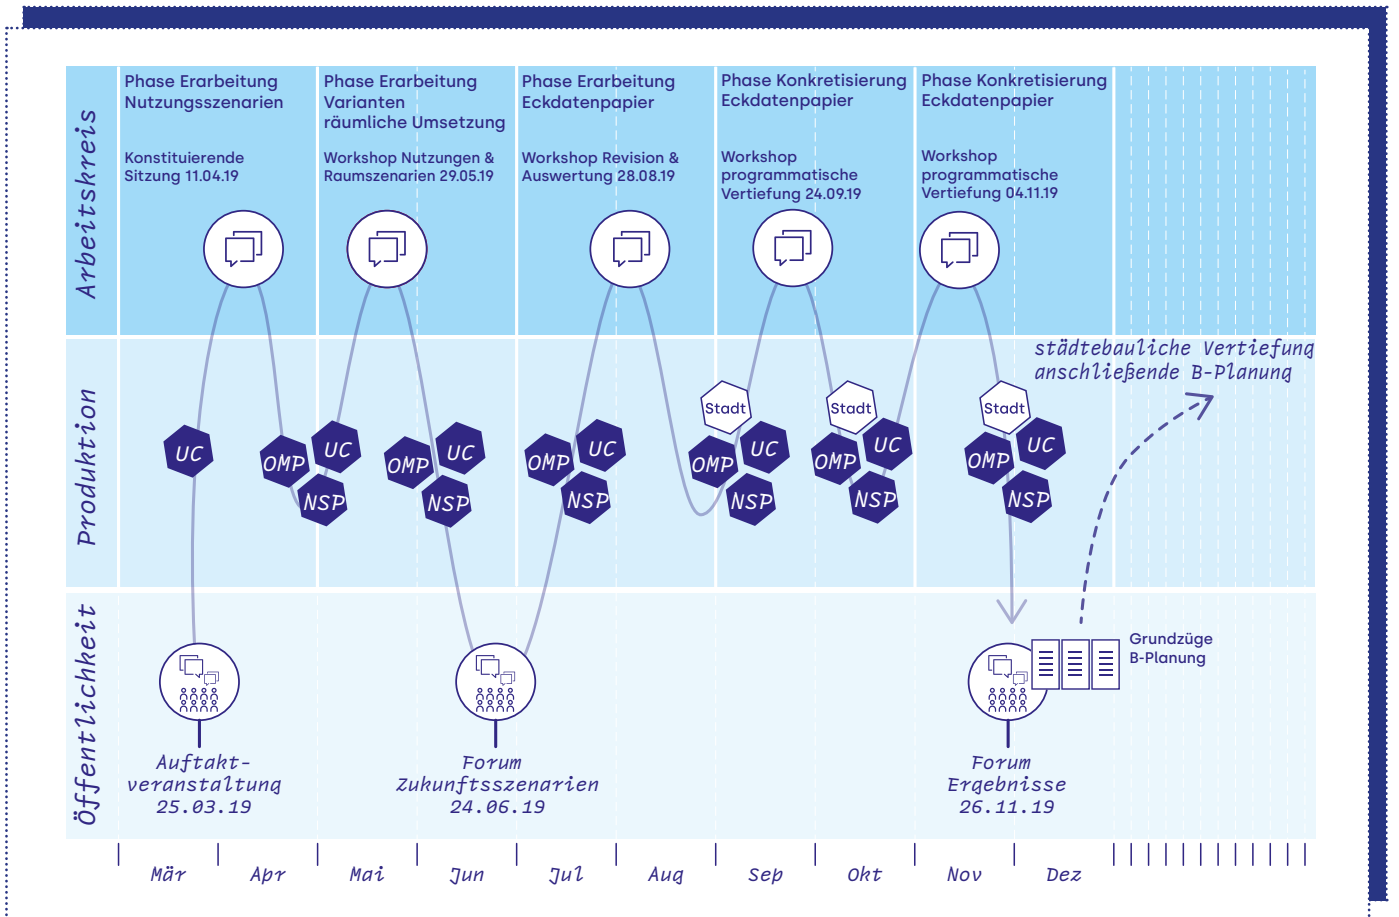 Arbeitskreis
Phase Erarbeitung
Nutzungsszenarien
Konstituierende
Sitzung 11.04.19
Phase Erarbeitung
Varianten
räumliche Umsetzung
Workshop Nutzungen &
Raumszenarien 29.05.19
Phase Erarbeitung
Eckdatenpapier
Workshop Revision &
Auswertung 28.08.19
Phase Konkretisierung
Eckdatenpapier
Workshop
programmatische
Vertiefung 24.09.19
Phase Konkretisierung
Eckdatenpapier
Workshop
programmatische
Vertiefung 04.11.19
Produktion
städtebauliche Vertiefung
anschließende B-Planung
UC
OMP
UC
NSP
OMP
UC
NSP
OMP
UC
NSP
Stadt
OMP
UC
NSP
Stadt
OMP
UC
NSP
Stadt
OMP
UC
NSP
Öffentlichkeit
Auftakt-
veranstaltung
25.03.19
Forum
Zukunftsszenarien
24.06.19
Forum
Ergebnisse
26.11.19
Grundzüge
B-Planung
Mär Apr Mai Jun Jul Aug Sep Okt Nov Dez